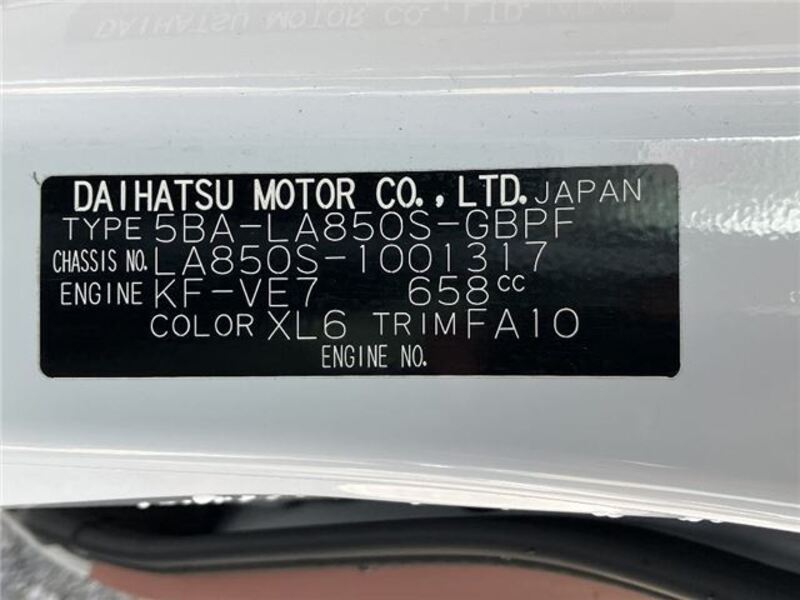 DAIHATSU MOTOR CO., LTD. JAPAN
TYPE 5BA-LA850S-GBPF
CHASSIS NO. LA850S-1001317
ENGINE KF-VE7 658cc
COLOR XL6 TRIM FA10
ENGINE NO.